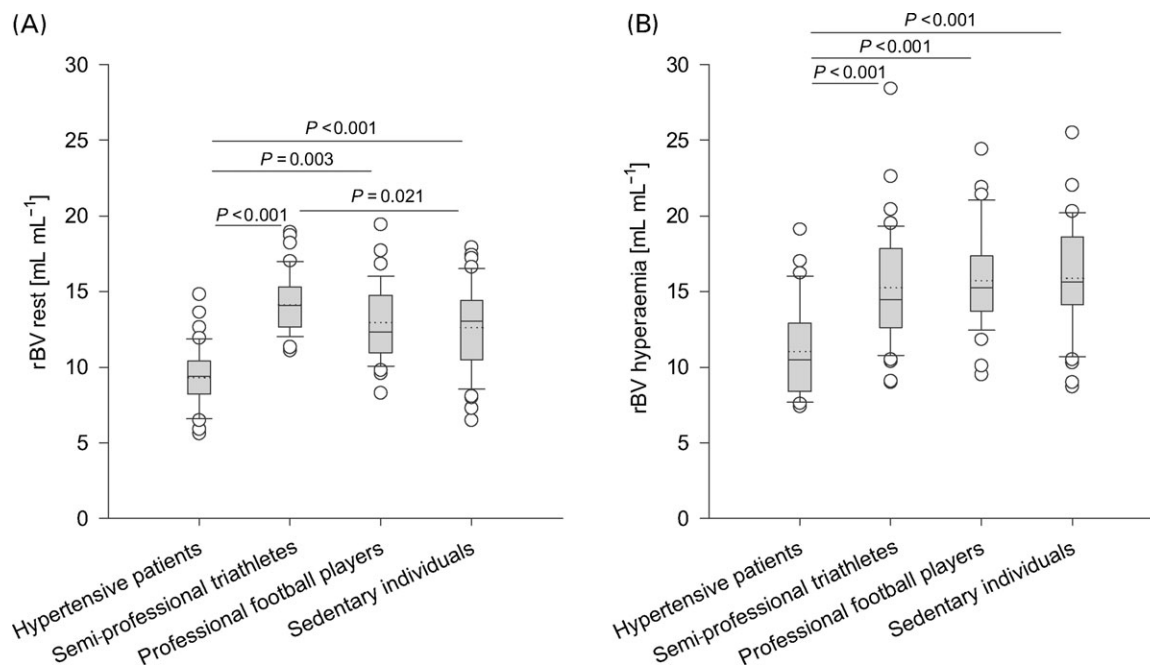 (A)
30
25
20
15
10
5
0
rBV rest [mL mL⁻¹]
P < 0.001
P = 0.003
P = 0.021
P < 0.001
Hypertensive patients
Semi-professional triathletes
Professional football players
Sedentary individuals
(B)
P < 0.001
P < 0.001
P < 0.001
30
25
20
15
10
5
0
rBV hyperaemia [mL mL⁻¹]
Hypertensive patients
Semi-professional triathletes
Professional football players
Sedentary individuals